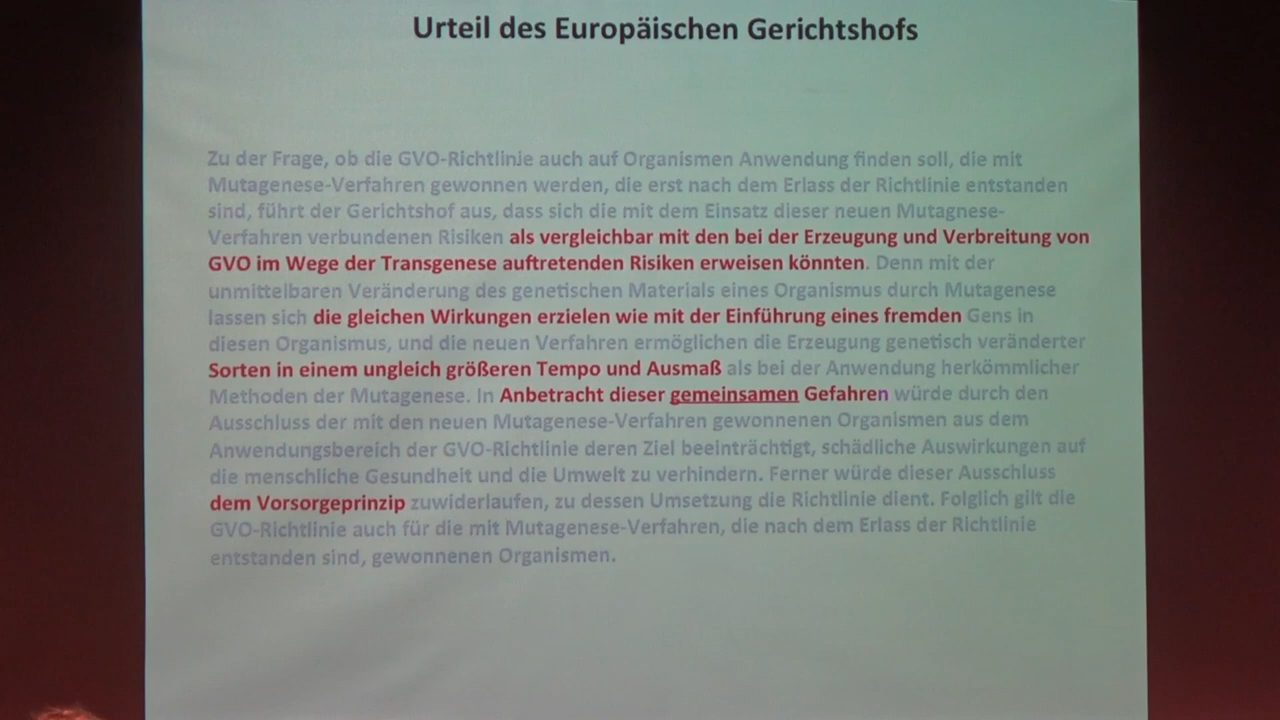 Urteil des Europäischen Gerichtshofs
Zu der Frage, ob die GVO-Richtlinie auch auf Organismen Anwendung finden soll, die mit
Mutagenese-Verfahren gewonnen werden, die erst nach dem Erlass der Richtlinie entstanden
sind, führt der Gerichtshof aus, dass sich die mit dem Einsatz dieser neuen Mutagnese-
Verfahren verbundenen Risiken als vergleichbar mit den bei der Erzeugung und Verbreitung von
GVO im Wege der Transgenese auftretenden Risiken erweisen könnten. Denn mit der
unmittelbaren Veränderung des genetischen Materials eines Organismus durch Mutagenese
lassen sich die gleichen Wirkungen erzielen wie mit der Einführung eines fremden Gens in
diesen Organismus, und die neuen Verfahren ermöglichen die Erzeugung genetisch veränderter
Sorten in einem ungleich größeren Tempo und Ausmaß als bei der Anwendung herkömmlicher
Methoden der Mutagenese. In Anbetracht dieser gemeinsamen Gefahren würde durch den
Ausschluss der mit den neuen Mutagenese-Verfahren gewonnenen Organismen aus dem
Anwendungsbereich der GVO-Richtlinie deren Ziel beeinträchtigt, schädliche Auswirkungen auf
die menschliche Gesundheit und die Umwelt zu verhindern. Ferner würde dieser Ausschluss
dem Vorsorgeprinzip zuwiderlaufen, zu dessen Umsetzung die Richtlinie dient. Folglich gilt die
GVO-Richtlinie auch für die mit Mutagenese-Verfahren, die nach dem Erlass der Richtlinie
entstanden sind, gewonnenen Organismen.